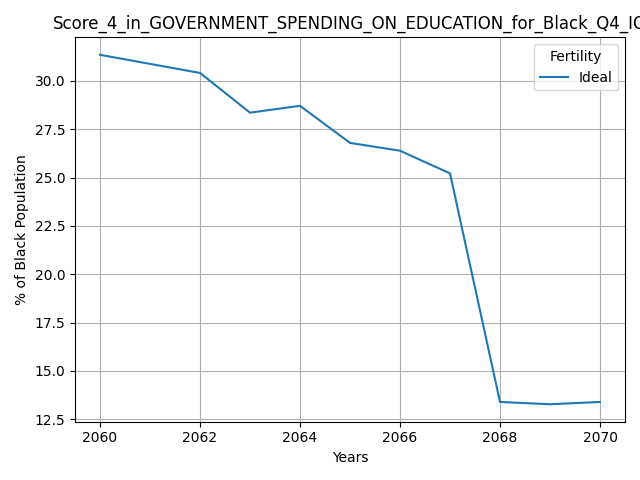 Score_4_in_GOVERNMENT_SPENDING_ON_EDUCATION_for_Black_Q4_IC
Fertility
Ideal
% of Black Population
30.0
27.5
25.0
22.5
20.0
17.5
15.0
12.5
2060 2062 2064 2066 2068 2070
Years